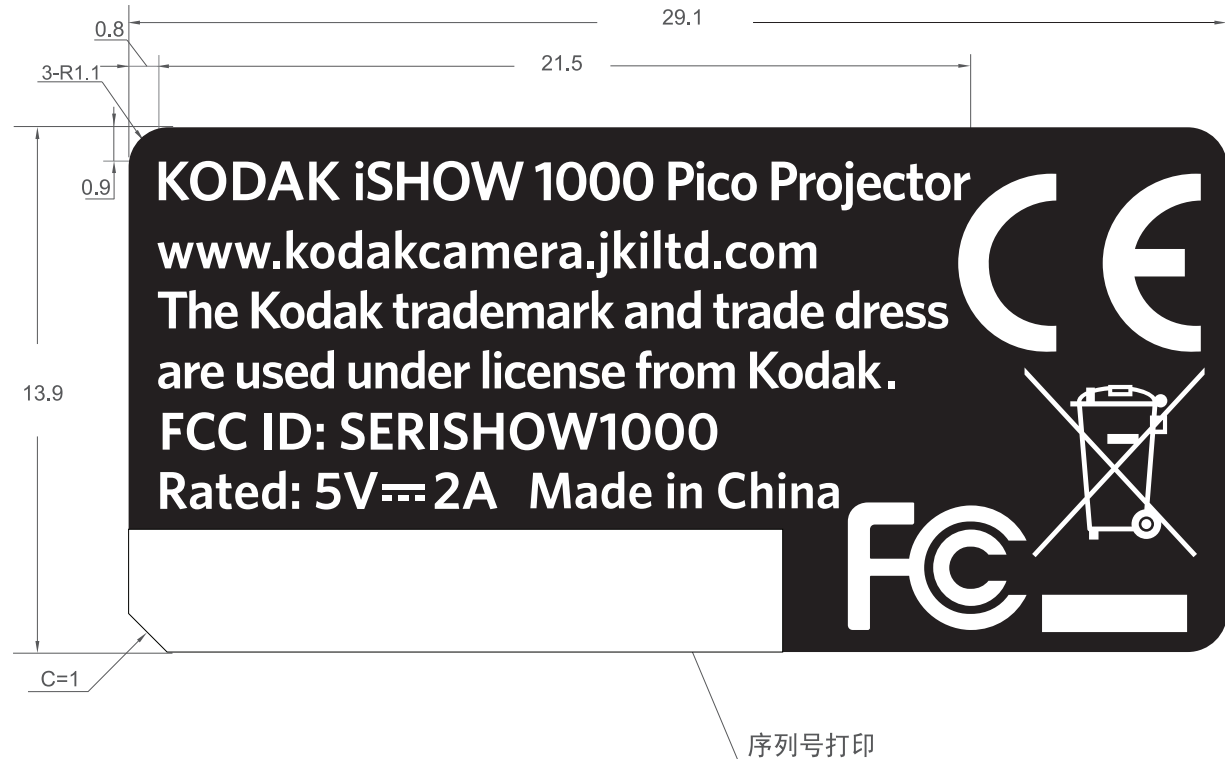 29.1
0.8
21.5
3-R1.1
0.9
13.9
KODAK iSHOW 1000 Pico Projector
www.kodakcamera.jkiltd.com
The Kodak trademark and trade dress
are used under license from Kodak.
FCC ID: SERISHOW1000
Rated: 5V⎓2A Made in China
CE
FC
C=1
序列号打印